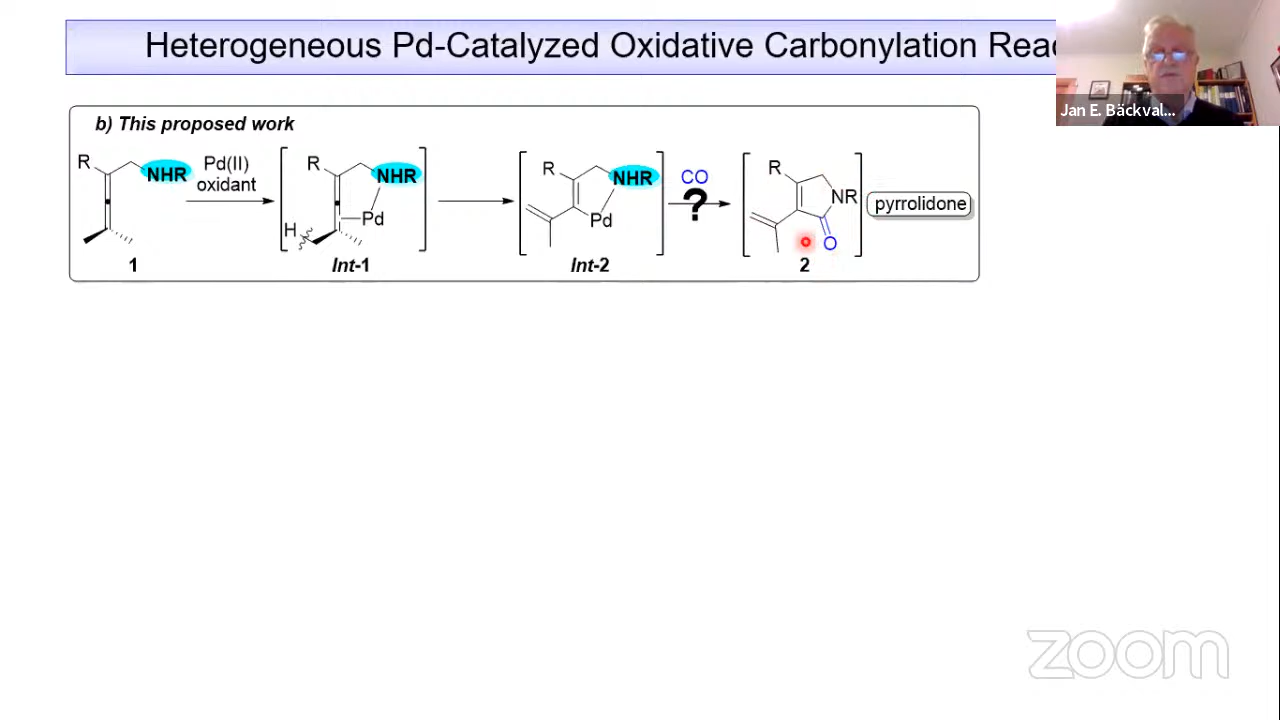 Heterogeneous Pd-Catalyzed Oxidative Carbonylation Reac
Jan E. Bäckval...
b) This proposed work
R
NHR
Pd(II)
oxidant
1
R
NHR
Pd
H
Int-1
R
NHR
Pd
Int-2
CO
?
R
NR
O
2
pyrrolidone
zoom